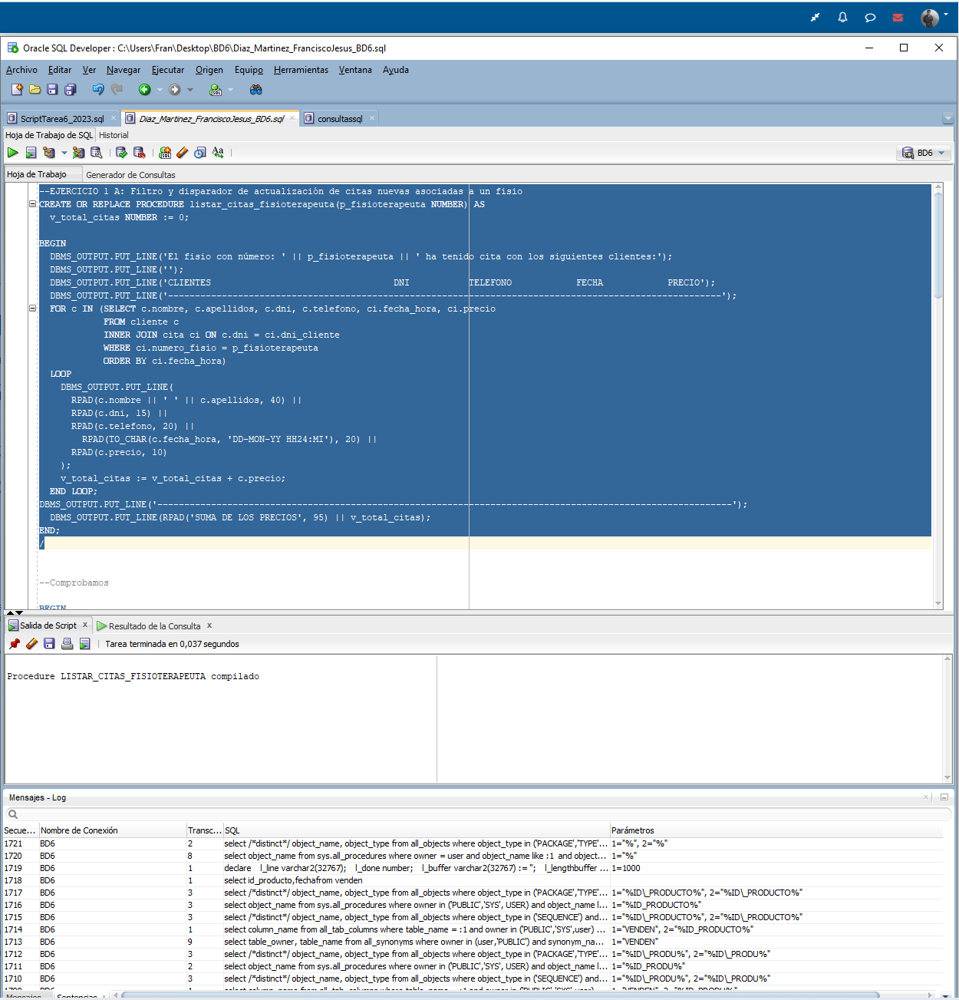 Oracle SQL Developer : C:\Users\Fran\Desktop\BD6\Diaz_Martinez_FranciscoJesus_BD6.sql
Archivo Editar Ver Navegar Ejecutar Origen Equipo Herramientas Ventana Ayuda
ScriptTarea6_2023.sql Diaz_Martinez_FranciscoJesus_BD6.sql consultassql
Hoja de Trabajo de SQL Historial
BD6
Hoja de Trabajo Generador de Consultas
--EJERCICIO 1 A: Filtro y disparador de actualización de citas nuevas asociadas a un fisio
CREATE OR REPLACE PROCEDURE listar_citas_fisioterapeuta(p_fisioterapeuta NUMBER) AS
v_total_citas NUMBER := 0;
BEGIN
DBMS_OUTPUT.PUT_LINE('El fisio con número: ' || p_fisioterapeuta || ' ha tenido cita con los siguientes clientes:');
DBMS_OUTPUT.PUT_LINE('');
DBMS_OUTPUT.PUT_LINE('CLIENTES DNI TELEFONO FECHA PRECIO');
DBMS_OUTPUT.PUT_LINE('-------------------------------------------------------------------------------------------------------');
FOR c IN (SELECT c.nombre, c.apellidos, c.dni, c.telefono, ci.fecha_hora, ci.precio
FROM cliente c
INNER JOIN cita ci ON c.dni = ci.dni_cliente
WHERE ci.numero_fisio = p_fisioterapeuta
ORDER BY ci.fecha_hora)
LOOP
DBMS_OUTPUT.PUT_LINE(
RPAD(c.nombre || ' ' || c.apellidos, 40) ||
RPAD(c.dni, 15) ||
RPAD(c.telefono, 20) ||
RPAD(TO_CHAR(c.fecha_hora, 'DD-MON-YY HH24:MI'), 20) ||
RPAD(c.precio, 10)
);
v_total_citas := v_total_citas + c.precio;
END LOOP;
DBMS_OUTPUT.PUT_LINE('-----------------------------------------------------------------------------------------------------------');
DBMS_OUTPUT.PUT_LINE(RPAD('SUMA DE LOS PRECIOS', 95) || v_total_citas);
END;
/
--Comprobamos
BEGIN
Salida de Script x Resultado de la Consulta x
Tarea terminada en 0,037 segundos
Procedure LISTAR_CITAS_FISIOTERAPEUTA compilado
Mensajes - Log
Secue... Nombre de Conexión Transc... SQL Parámetros
1721 BD6 2 select /*distinct*/ object_name, object_type from all_objects where object_type in ('PACKAGE','TYPE'... 1="%", 2="%"
1720 BD6 8 select object_name from sys.all_procedures where owner = user and object_name like :1 and object... 1="%"
1719 BD6 1 declare l_line varchar2(32767); l_done number; l_buffer varchar2(32767) := ''; l_lengthbuffer ... 1=1000
1718 BD6 1 select id_producto,fechafrom venden
1717 BD6 3 select /*distinct*/ object_name, object_type from all_objects where object_type in ('PACKAGE','TYPE'... 1="%ID\_PRODUCTO%", 2="%ID\_PRODUCTO%"
1716 BD6 3 select object_name from sys.all_procedures where owner in ('PUBLIC','SYS', USER) and object_name l... 1="%ID_PRODUCTO%"
1715 BD6 3 select /*distinct*/ object_name, object_type from all_objects where object_type in ('SEQUENCE') and... 1="%ID\_PRODUCTO%", 2="%ID\_PRODUCTO%"
1714 BD6 1 select column_name from all_tab_columns where table_name = :1 and owner in ('PUBLIC','SYS',user) ... 1="VENDEN", 2="%ID_PRODUCTO%"
1713 BD6 9 select table_owner, table_name from all_synonyms where owner in (user,'PUBLIC') and synonym_na... 1="VENDEN"
1712 BD6 3 select /*distinct*/ object_name, object_type from all_objects where object_type in ('PACKAGE','TYPE'... 1="%ID\_PRODU%", 2="%ID\_PRODU%"
1711 BD6 2 select object_name from sys.all_procedures where owner in ('PUBLIC','SYS', USER) and object_name l... 1="%ID_PRODU%"
1710 BD6 3 select /*distinct*/ object_name, object_type from all_objects where object_type in ('SEQUENCE') and... 1="%ID\_PRODU%", 2="%ID\_PRODU%"
1709 BD6 1 select column_name from all_tab_columns where table_name = :1 and owner in ('PUBLIC','SYS',user) ... 1="VENDEN", 2="%ID_PRODU%"
Mensajes Sentencias x